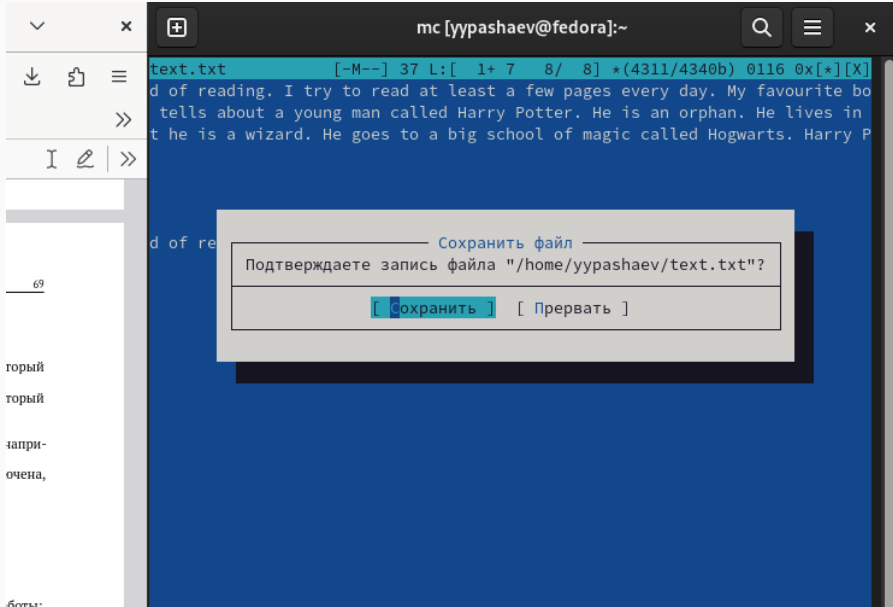 mc [yypashaev@fedora]:~
text.txt [-M--] 37 L:[ 1+ 7 8/ 8] *(4311/4340b) 0116 0x[*][X]
d of reading. I try to read at least a few pages every day. My favourite bo
tells about a young man called Harry Potter. He is an orphan. He lives in
t he is a wizard. He goes to a big school of magic called Hogwarts. Harry P
d of re
Сохранить файл
Подтверждаете запись файла "/home/yypashaev/text.txt"?
[ Сохранить ] [ Прервать ]
69
торый
торый
напри-
ючена,
боты: